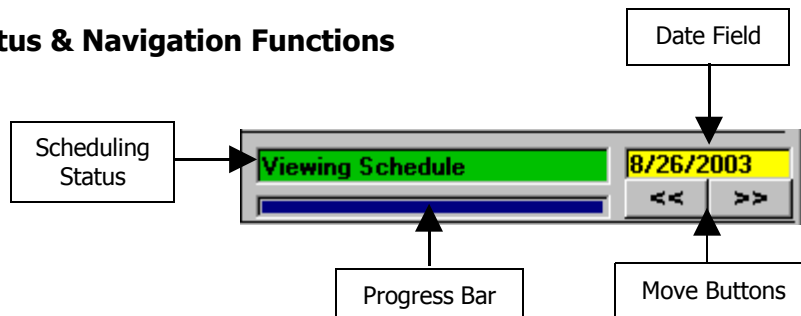 tus & Navigation Functions
Date Field
Scheduling
Status
Viewing Schedule
8/26/2003
<< >>
Progress Bar
Move Buttons